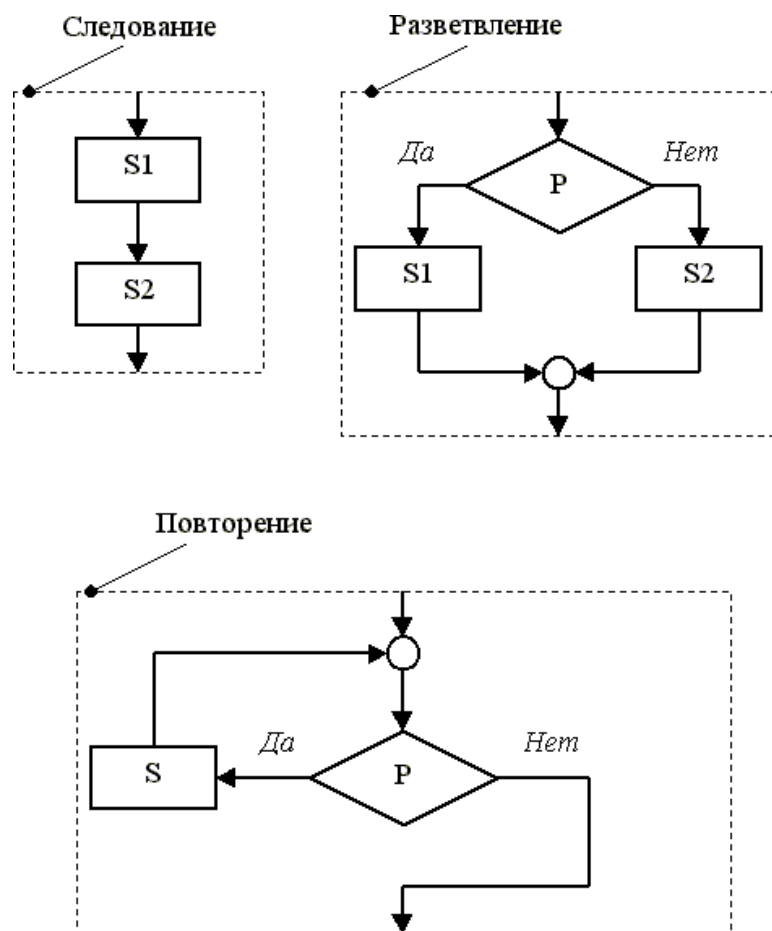 Следование
S1
S2
Разветвление
Да
Нет
P
S1
S2
Повторение
Да
Нет
S
P